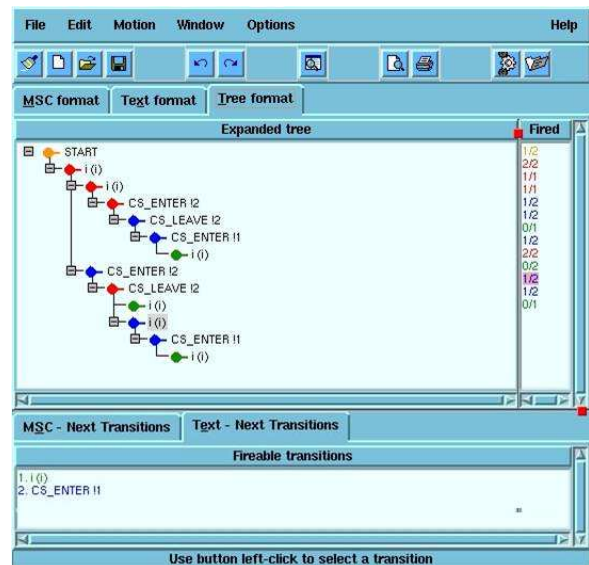 File Edit Motion Window Options Help
MSC format Text format Tree format
Expanded tree Fired
START 1/2
i (i) 2/2
i (i) 1/1
CS_ENTER !2 1/1
CS_LEAVE !2 1/2
CS_ENTER !1 1/2
i (i) 0/1
CS_ENTER !2 1/2
CS_LEAVE !2 2/2
i (i) 0/2
i (i) 1/2
CS_ENTER !1 1/2
i (i) 0/1
MSC - Next Transitions Text - Next Transitions
Fireable transitions
1. i (i)
2. CS_ENTER !1
Use button left-click to select a transition